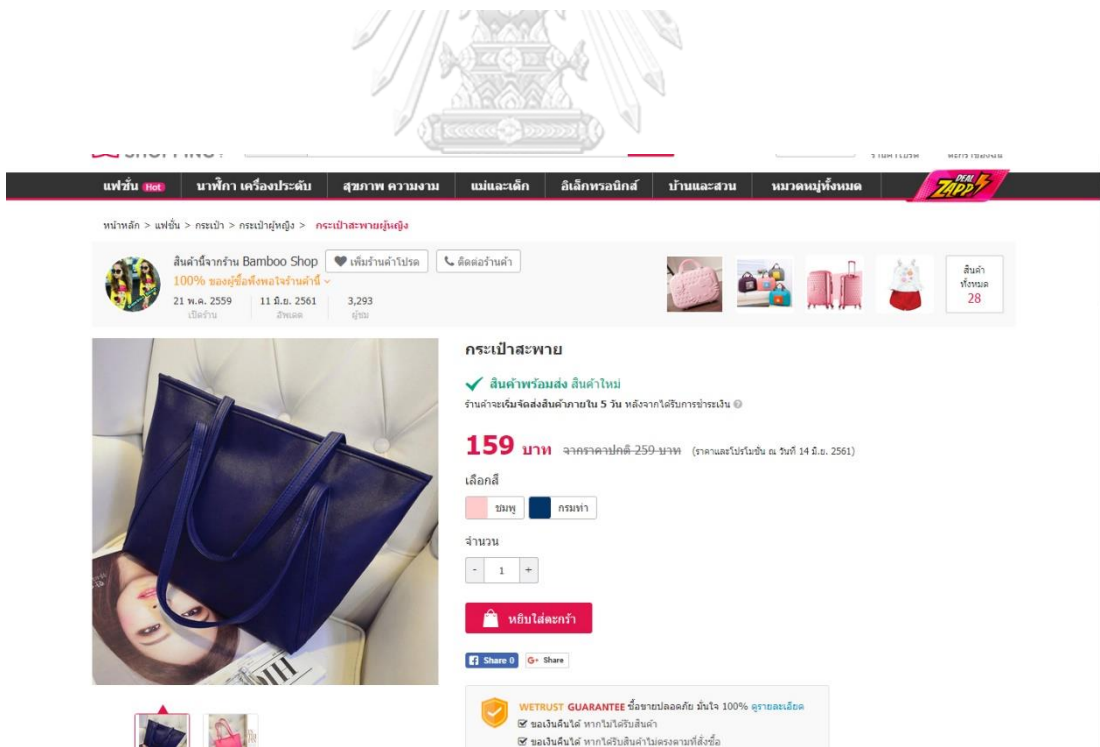 แฟชั่น Hot นาฬิกา เครื่องประดับ สุขภาพ ความงาม แม่และเด็ก อิเล็กทรอนิกส์ บ้านและสวน หมวดหมู่ทั้งหมด DEAL ZAPP
หน้าหลัก > แฟชั่น > กระเป๋า > กระเป๋าผู้หญิง > กระเป๋าสะพายผู้หญิง
สินค้านี้จากร้าน Bamboo Shop เพิ่มร้านค้าโปรด ติดต่อร้านค้า
100% ของผู้ซื้อพึงพอใจร้านค้านี้
21 พ.ค. 2559 11 มิ.ย. 2561 3,293
เปิดร้าน อัพเดต ผู้ชม
สินค้า
ทั้งหมด
28
กระเป๋าสะพาย
สินค้าพร้อมส่ง สินค้าใหม่
ร้านค้าจะเริ่มจัดส่งสินค้าภายใน 5 วัน หลังจากได้รับการชำระเงิน
159 บาท จากราคาปกติ 259 บาท (ราคาและโปรโมชั่น ณ วันที่ 14 มิ.ย. 2561)
เลือกสี
ชมพู กรมท่า
จำนวน
- 1 +
หยิบใส่ตะกร้า
Share 0 G+ Share
WETRUST GUARANTEE ซื้อขายปลอดภัย มั่นใจ 100% ดูรายละเอียด
ขอเงินคืนได้ หากไม่ได้รับสินค้า
ขอเงินคืนได้ หากได้รับสินค้าไม่ตรงตามที่สั่งซื้อ